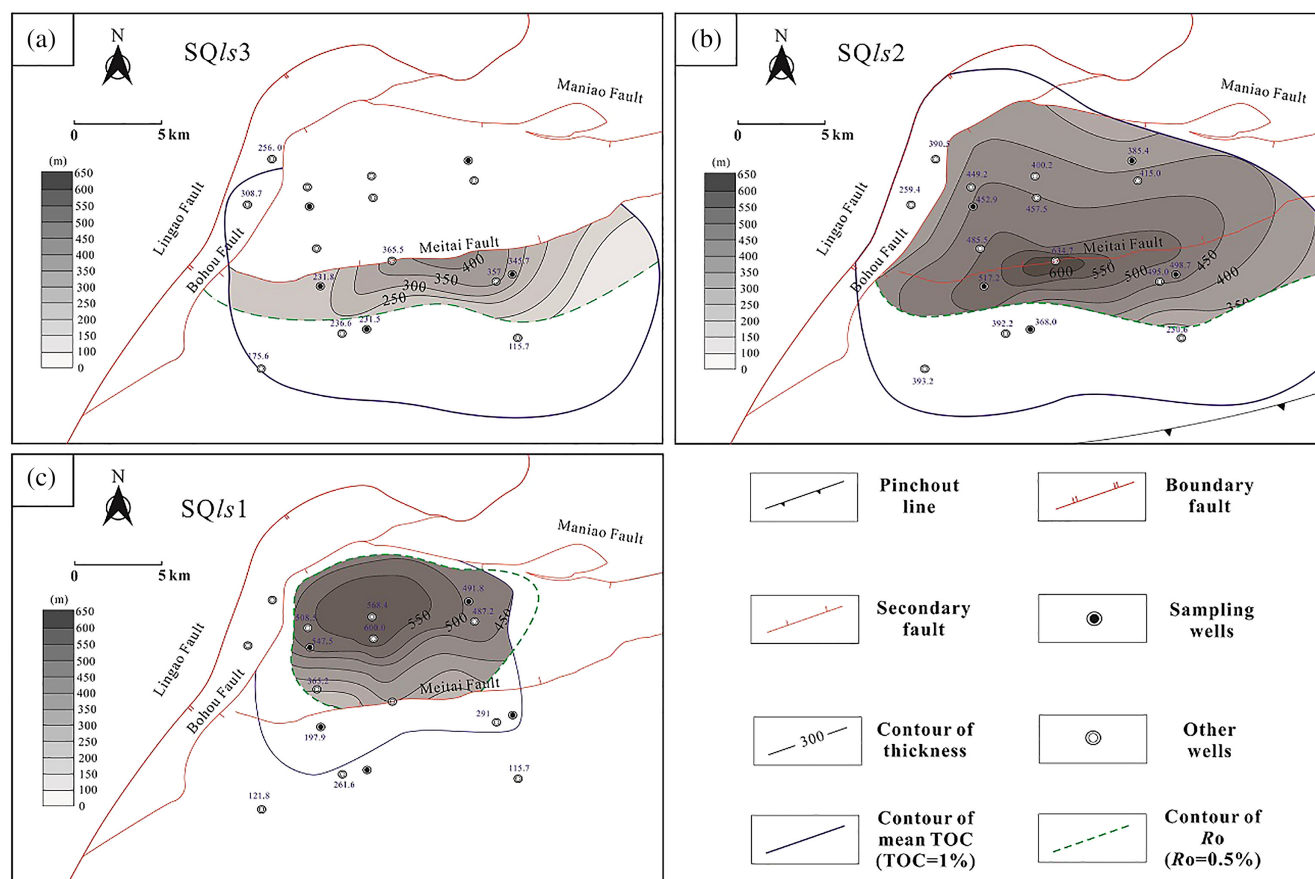 (a)
N
SQls3
0
5 km
Maniao Fault
Lingao Fault
Bohou Fault
Meitai Fault
(m)
650
600
550
500
450
400
350
300
250
200
150
100
0
256.0
308.7
365.5
345.7
357
231.8
400
350
300
250
236.6
231.5
115.7
175.6
(b)
N
SQls2
0
5 km
Maniao Fault
Lingao Fault
Bohou Fault
Meitai Fault
(m)
650
600
550
500
450
400
350
300
250
200
150
100
0
390.5
385.4
400.2
415.0
449.2
259.4
452.9
457.5
485.5
634.7
498.7
495.0
517.2
600
550
500
450
400
350
392.2
368.0
250.6
393.2
(c)
N
SQls1
0
5 km
Maniao Fault
Lingao Fault
Bohou Fault
Meitai Fault
(m)
650
600
550
500
450
400
350
300
250
200
150
100
0
491.8
568.4
487.2
508.5
600.0
547.5
550
500
450
365.2
291
197.9
261.6
115.7
121.8
Pinchout
line
Boundary
fault
Secondary
fault
Sampling
wells
300
Contour of
thickness
Other
wells
Contour of
mean TOC
(TOC=1%)
Contour of
Ro
(Ro=0.5%)